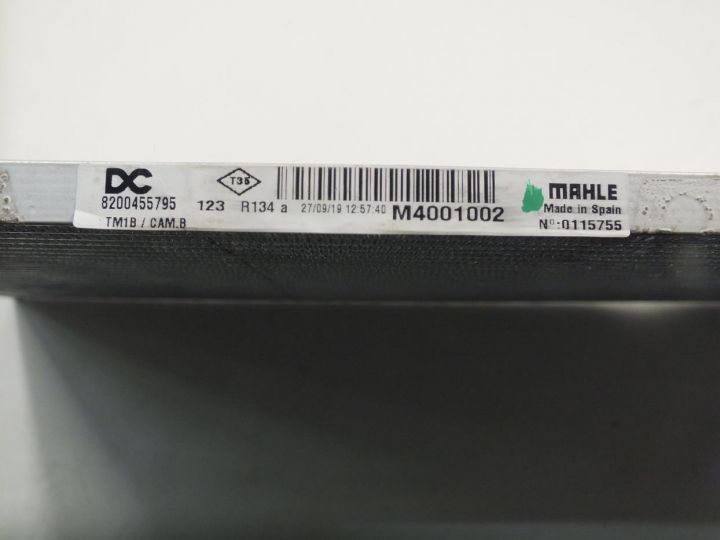 DC
T35
MAHLE
8200455795 123 R134 a 27/09/19 12:57:40 M4001002 Made in Spain
TM1B / CAM.B Nº:0115755